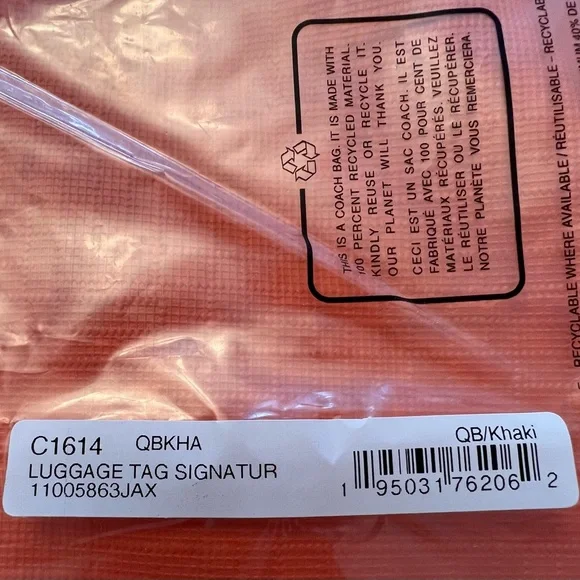 THIS IS A COACH BAG. IT IS MADE WITH
100 PERCENT RECYCLED MATERIAL.
KINDLY REUSE OR RECYCLE IT.
OUR PLANET WILL THANK YOU.
CECI EST UN SAC COACH. IL EST
FABRIQUÉ AVEC 100 POUR CENT DE
MATÉRIAUX RÉCUPÉRÉS. VEUILLEZ
LE RÉUTILISER OU LE RÉCUPÉRER.
NOTRE PLANÈTE VOUS REMERCIERA.
RECYCLABLE WHERE AVAILABLE / RÉUTILISABLE - RECYCLAB
40% DE
C1614 QBKHA QB/Khaki
LUGGAGE TAG SIGNATUR
11005863JAX
1 95031 76206 2